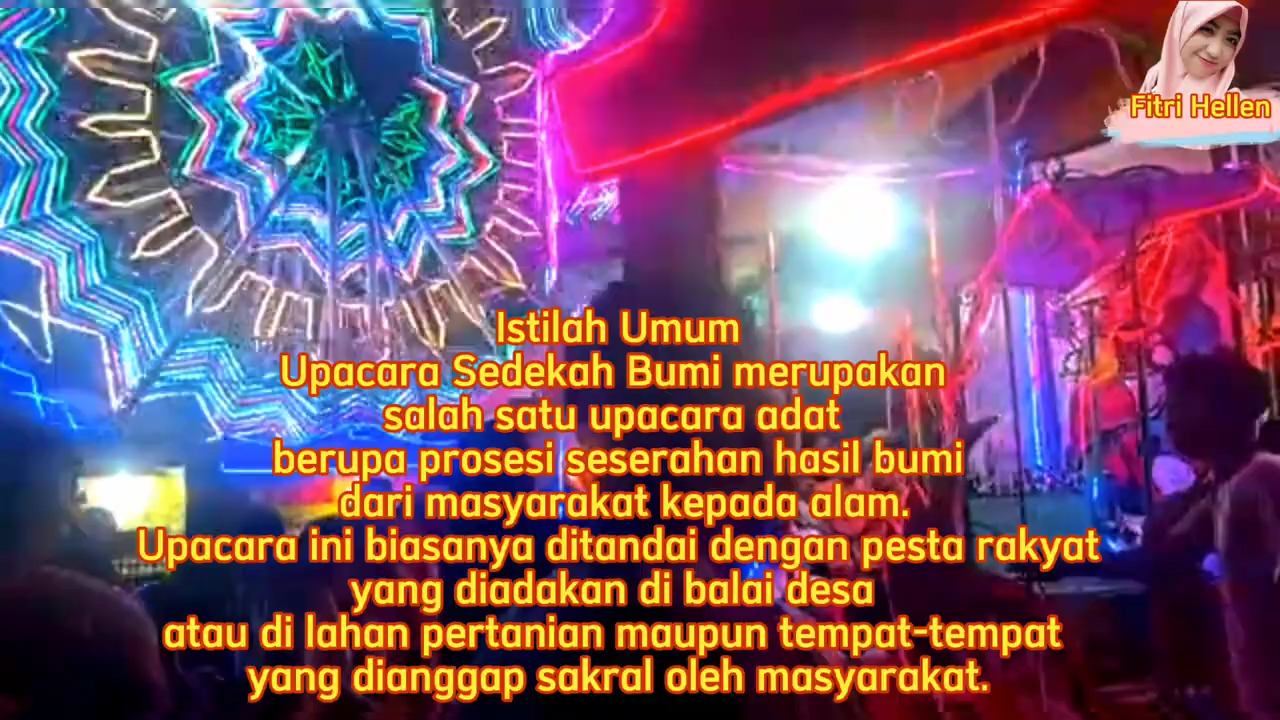 Fitri Hellen
Istilah Umum
Upacara Sedekah Bumi merupakan
salah satu upacara adat
berupa prosesi seserahan hasil bumi
dari masyarakat kepada alam.
Upacara ini biasanya ditandai dengan pesta rakyat
yang diadakan di balai desa
atau di lahan pertanian maupun tempat-tempat
yang dianggap sakral oleh masyarakat.